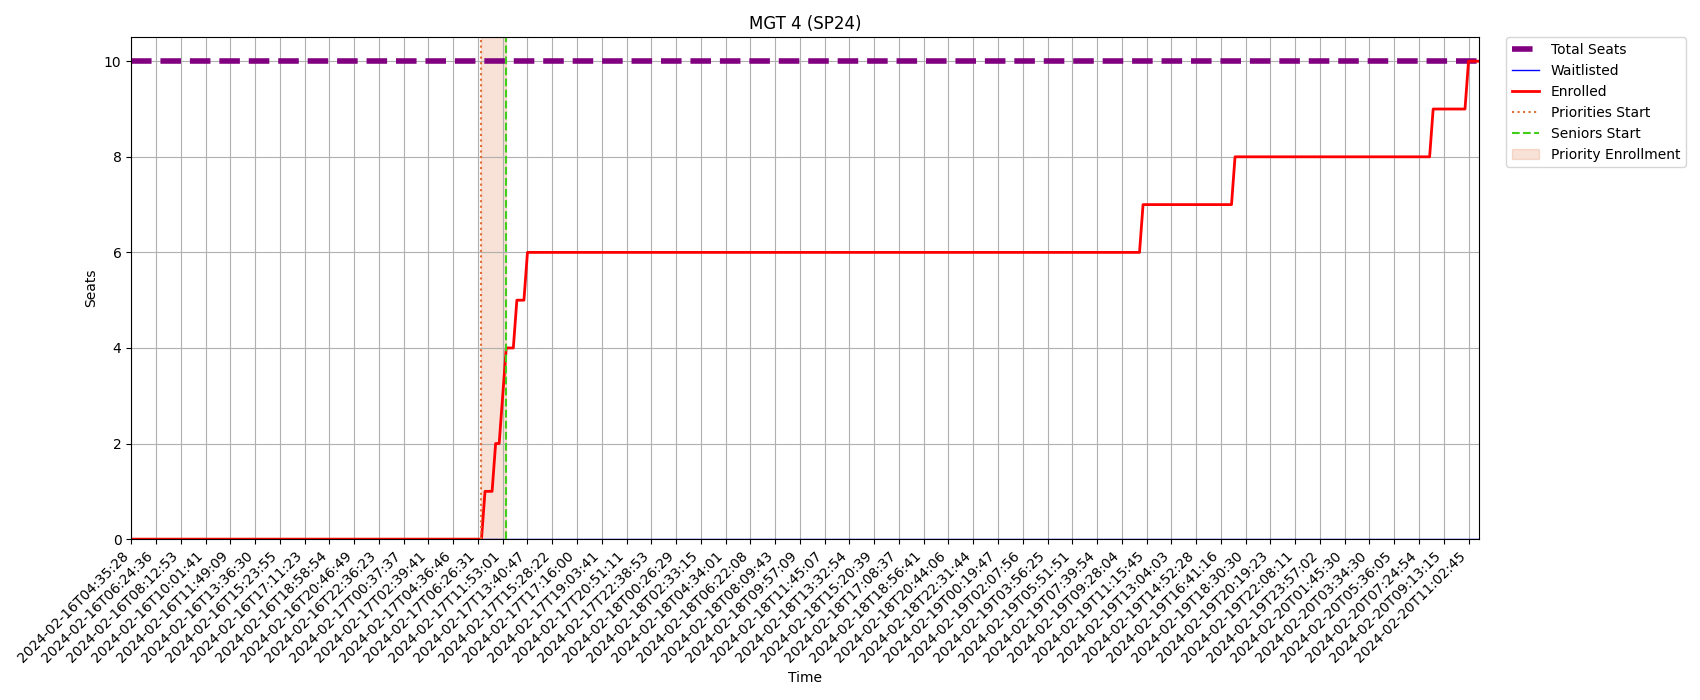 MGT 4 (SP24)
Total Seats
Waitlisted
Enrolled
Priorities Start
Seniors Start
Priority Enrollment
Seats
10
8
6
4
2
0
2024-02-16T04:35:28
2024-02-16T06:24:36
2024-02-16T08:12:53
2024-02-16T10:01:41
2024-02-16T11:49:09
2024-02-16T13:36:30
2024-02-16T15:23:55
2024-02-16T17:11:23
2024-02-16T18:58:54
2024-02-16T20:46:49
2024-02-16T22:36:23
2024-02-17T00:37:37
2024-02-17T02:39:41
2024-02-17T04:36:46
2024-02-17T06:26:31
2024-02-17T11:53:01
2024-02-17T13:40:47
2024-02-17T15:28:22
2024-02-17T17:16:00
2024-02-17T19:03:41
2024-02-17T20:51:11
2024-02-17T22:38:53
2024-02-18T00:26:29
2024-02-18T02:33:15
2024-02-18T04:34:01
2024-02-18T06:22:08
2024-02-18T08:09:43
2024-02-18T09:57:09
2024-02-18T11:45:07
2024-02-18T13:32:54
2024-02-18T15:20:39
2024-02-18T17:08:37
2024-02-18T18:56:41
2024-02-18T20:44:06
2024-02-18T22:31:44
2024-02-19T00:19:47
2024-02-19T02:07:56
2024-02-19T03:56:25
2024-02-19T05:51:51
2024-02-19T07:39:54
2024-02-19T09:28:04
2024-02-19T11:15:45
2024-02-19T13:04:03
2024-02-19T14:52:28
2024-02-19T16:41:16
2024-02-19T18:30:30
2024-02-19T20:19:23
2024-02-19T22:08:11
2024-02-19T23:57:02
2024-02-20T01:45:30
2024-02-20T03:34:30
2024-02-20T05:36:05
2024-02-20T07:24:54
2024-02-20T09:13:15
2024-02-20T11:02:45
Time